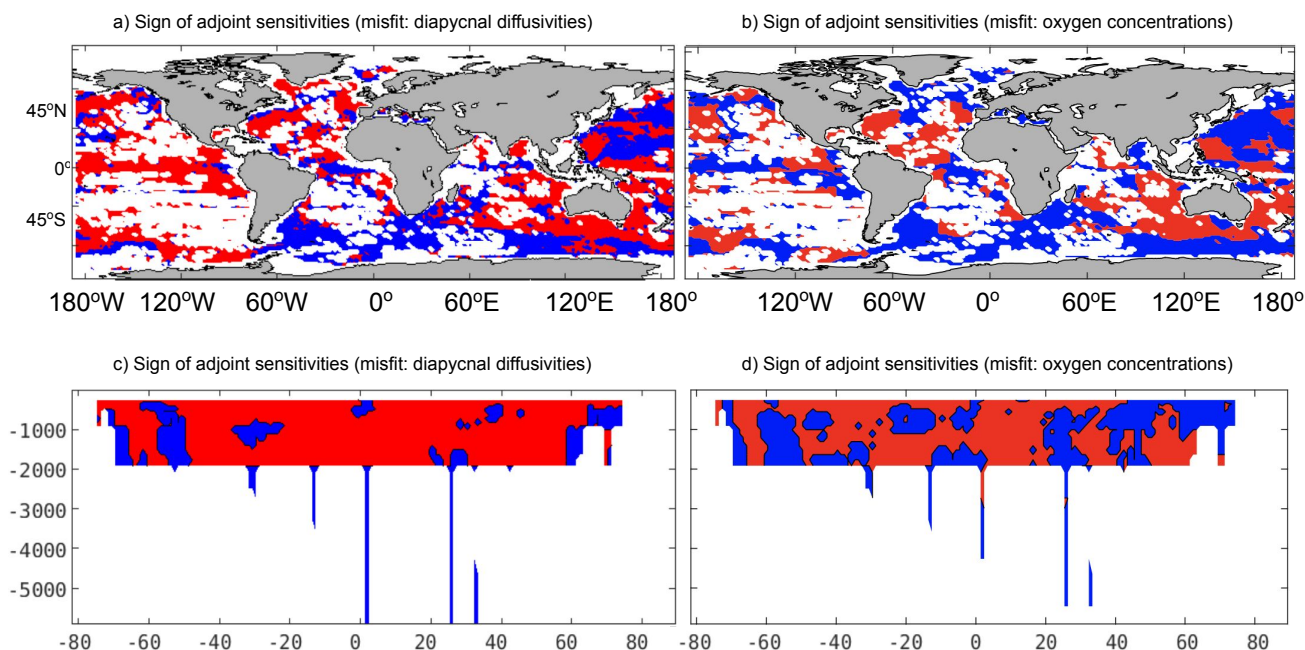 a) Sign of adjoint sensitivities (misfit: diapycnal diffusivities)
b) Sign of adjoint sensitivities (misfit: oxygen concentrations)
45ºN
0º
45ºS
180ºW 120ºW 60ºW 0º 60ºE 120ºE 180º
120ºW 60ºW 0º 60ºE 120ºE 180º
c) Sign of adjoint sensitivities (misfit: diapycnal diffusivities)
d) Sign of adjoint sensitivities (misfit: oxygen concentrations)
-1000
-2000
-3000
-4000
-5000
-80 -60 -40 -20 0 20 40 60 80
-80 -60 -40 -20 0 20 40 60 80